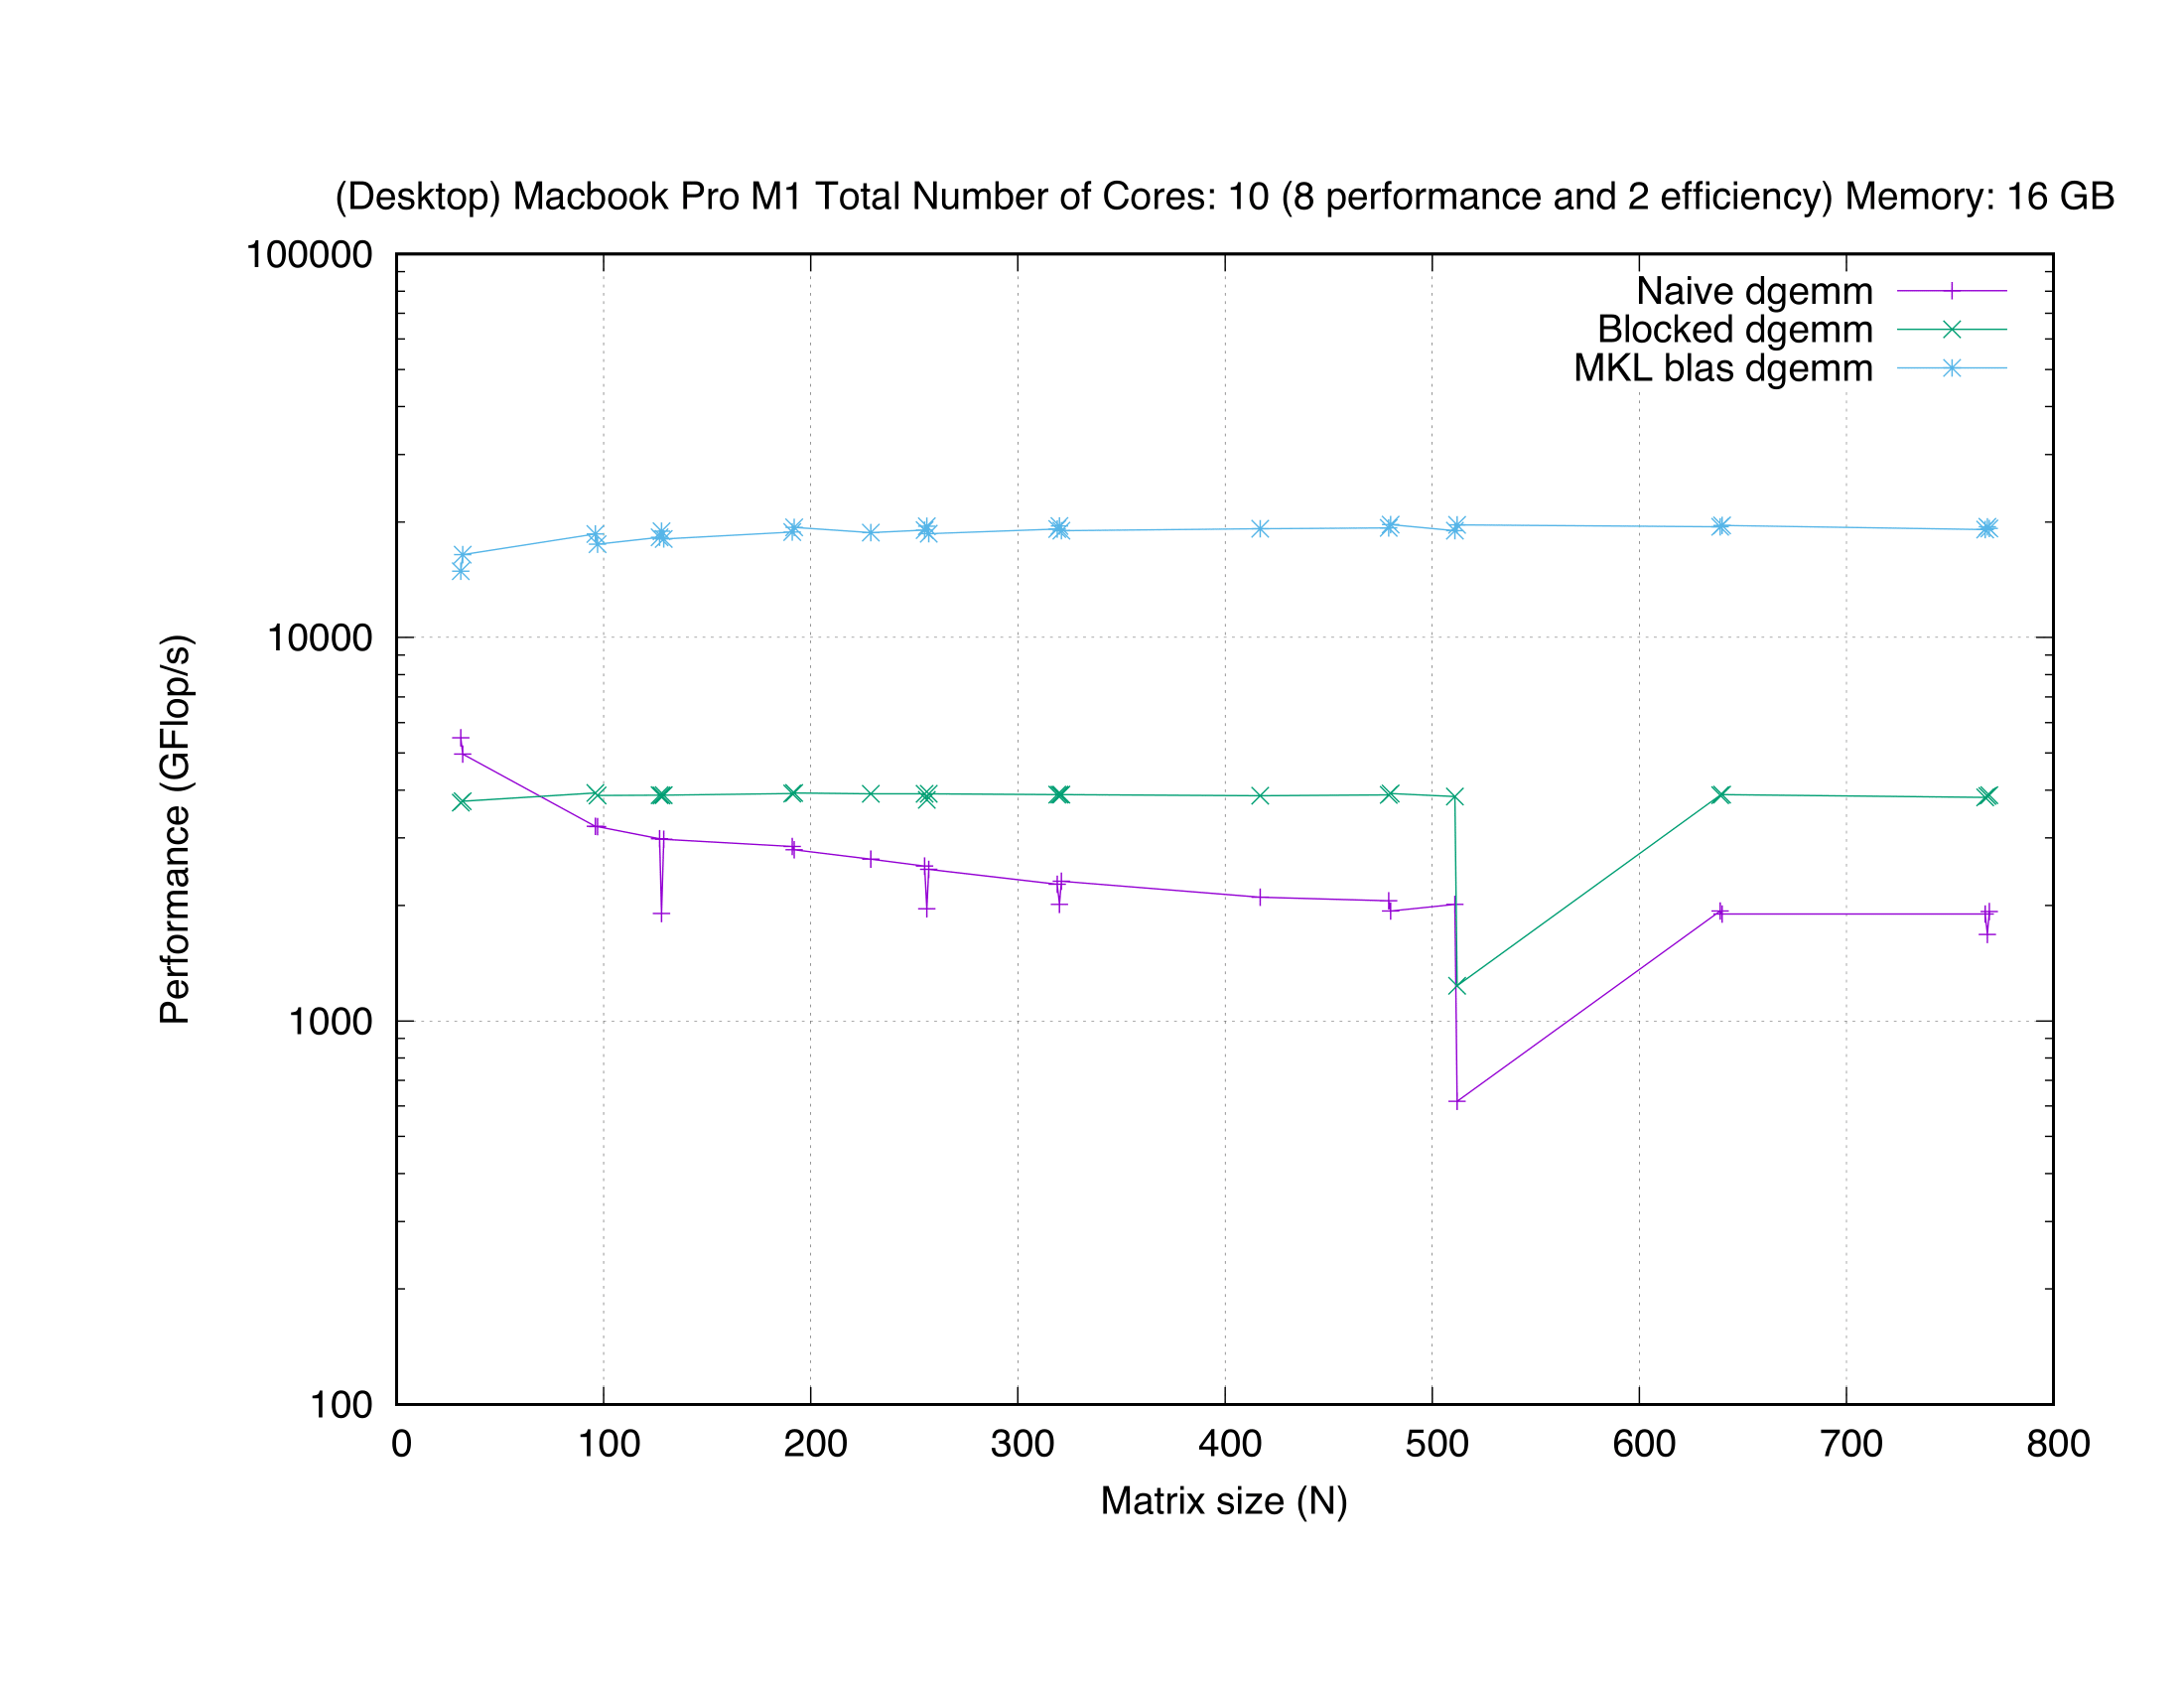 (Desktop) Macbook Pro M1 Total Number of Cores: 10 (8 performance and 2 efficiency) Memory: 16 GB
100000
Naive dgemm
Blocked dgemm
MKL blas dgemm
10000
Performance (GFlop/s)
1000
100
0 100 200 300 400 500 600 700 800
Matrix size (N)